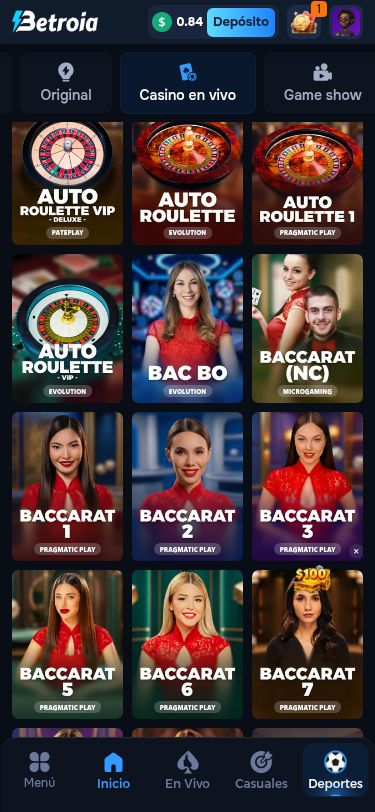 Betroia
$ 0.84 Depósito
1
Original
Casino en vivo
Game show
AUTO
ROULETTE VIP
- DELUXE -
PATEPLAY
AUTO
ROULETTE
EVOLUTION
AUTO
ROULETTE 1
PRAGMATIC PLAY
AUTO
ROULETTE
- VIP -
EVOLUTION
BAC BO
EVOLUTION
BACCARAT
(NC)
MICROGAMING
BACCARAT
1
PRAGMATIC PLAY
BACCARAT
2
PRAGMATIC PLAY
BACCARAT
3
PRAGMATIC PLAY
×
BACCARAT
5
PRAGMATIC PLAY
BACCARAT
6
PRAGMATIC PLAY
$100
BACCARAT
7
PRAGMATIC PLAY
Menú
Inicio
En Vivo
Casuales
Deportes